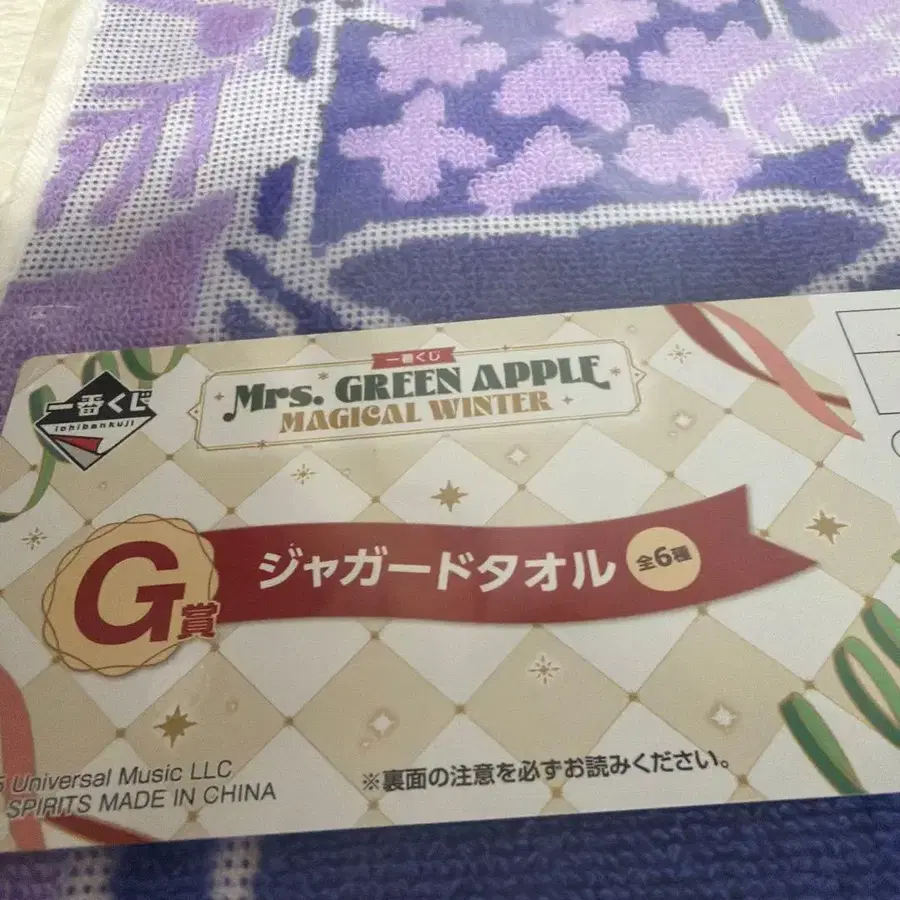 一番くじ
ichibankuji
一番くじ
Mrs. GREEN APPLE
MAGICAL WINTER
G賞
ジャガードタオル
全6種
Universal Music LLC
SPIRITS MADE IN CHINA
※裏面の注意を必ずお読みください。